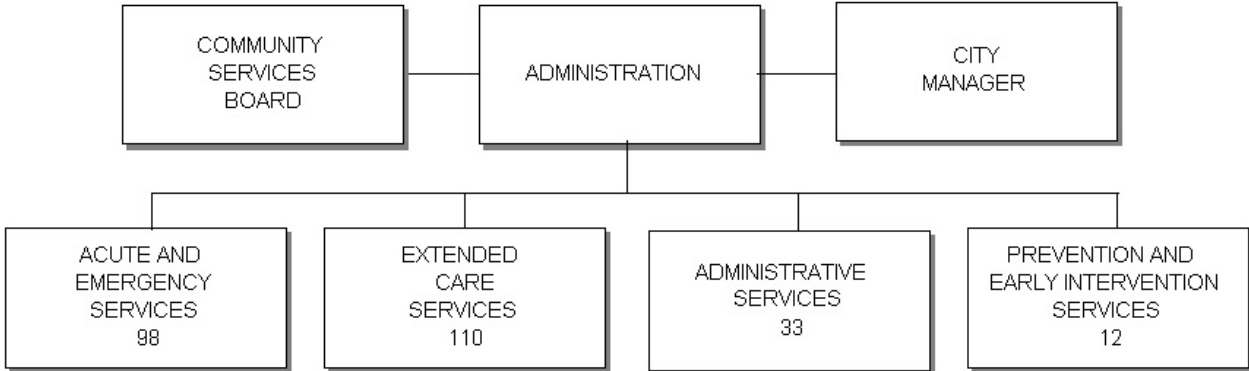 COMMUNITY
SERVICES
BOARD
ADMINISTRATION
CITY
MANAGER
ACUTE AND
EMERGENCY
SERVICES
98
EXTENDED
CARE
SERVICES
110
ADMINISTRATIVE
SERVICES
33
PREVENTION AND
EARLY INTERVENTION
SERVICES
12